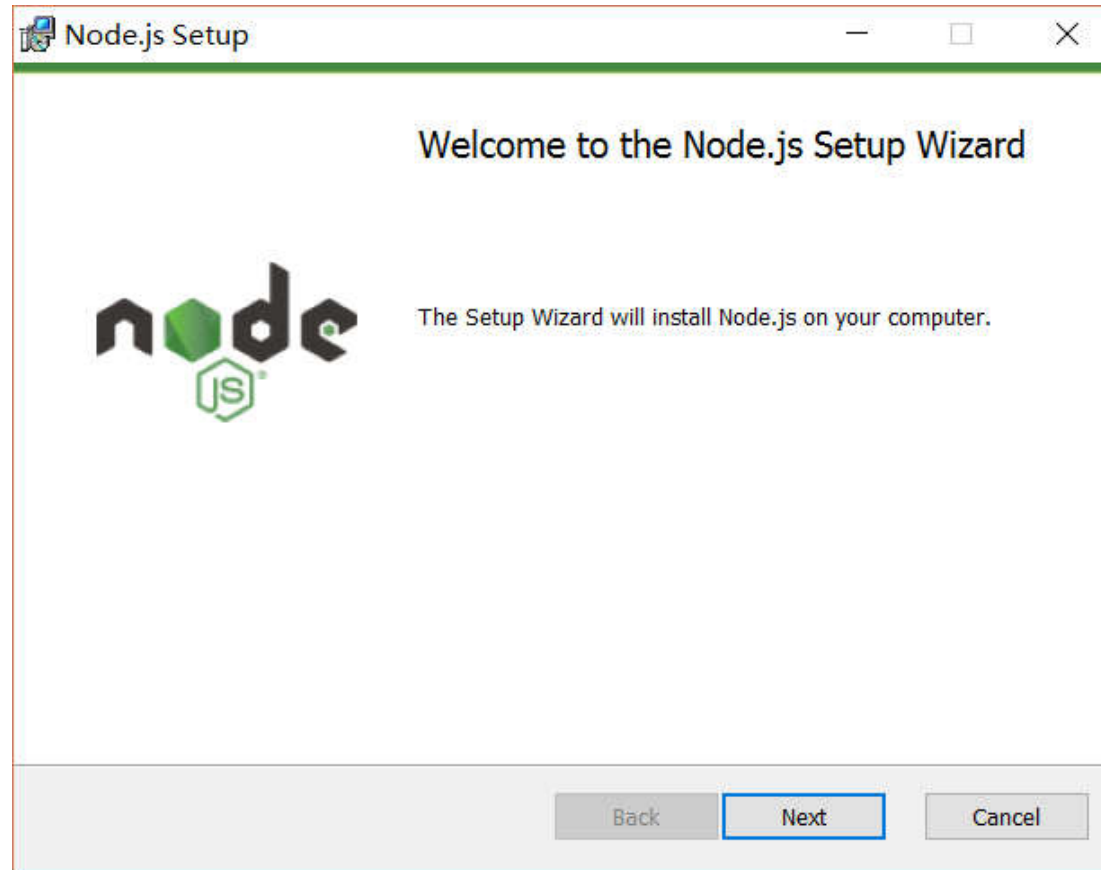 Node.js Setup
Welcome to the Node.js Setup Wizard
The Setup Wizard will install Node.js on your computer.
node
JS®
Back
Next
Cancel